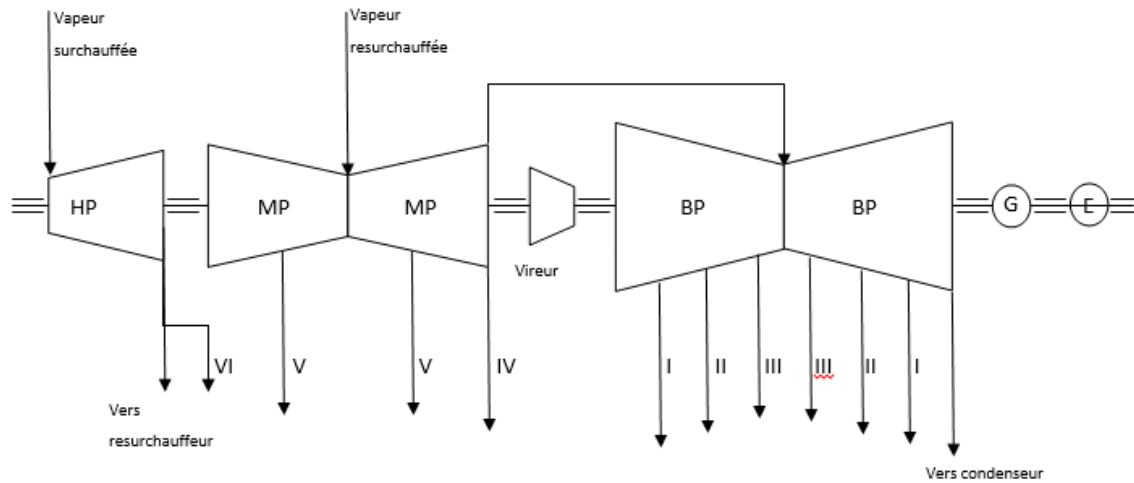 Vapeur
surchauffée
Vapeur
resurchauffée
HP
MP
MP
BP
BP
G
E
Vireur
VI
V
V
IV
I
II
III
III
II
I
Vers
resurchauffeur
Vers condenseur